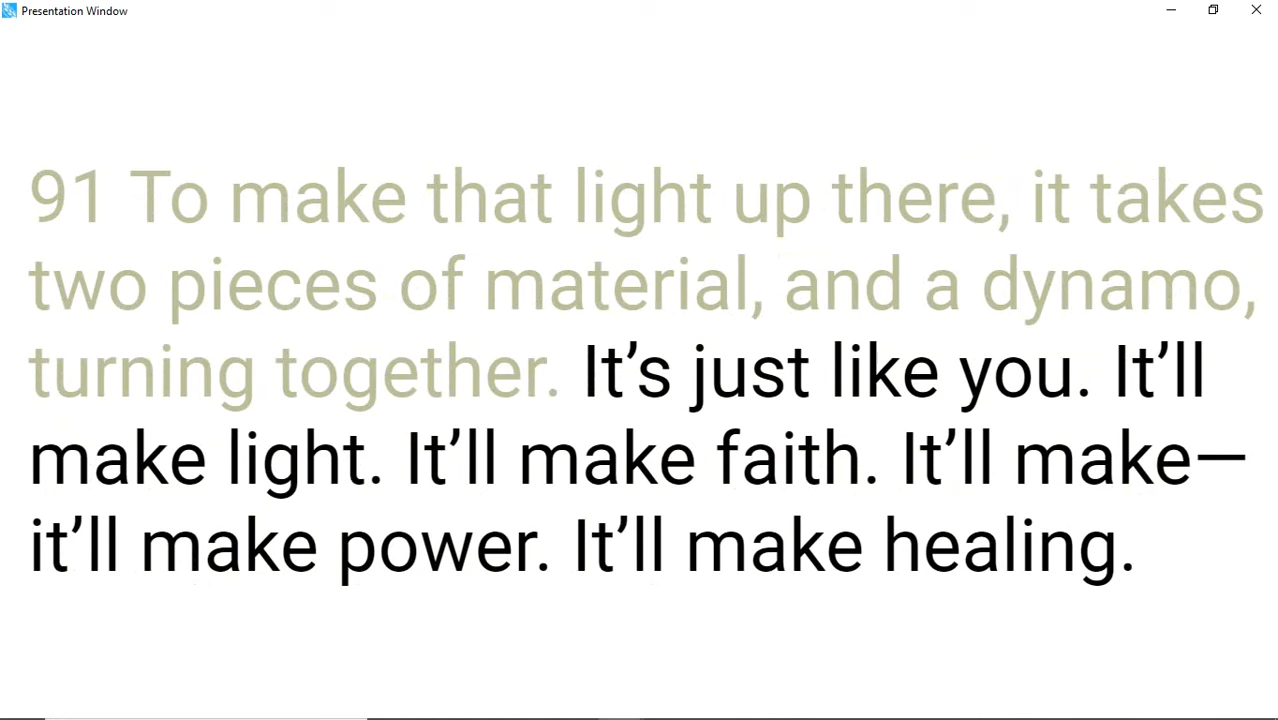 Presentation Window
91 To make that light up there, it takes
two pieces of material, and a dynamo,
turning together. It’s just like you. It’ll
make light. It’ll make faith. It’ll make—
it’ll make power. It’ll make healing.